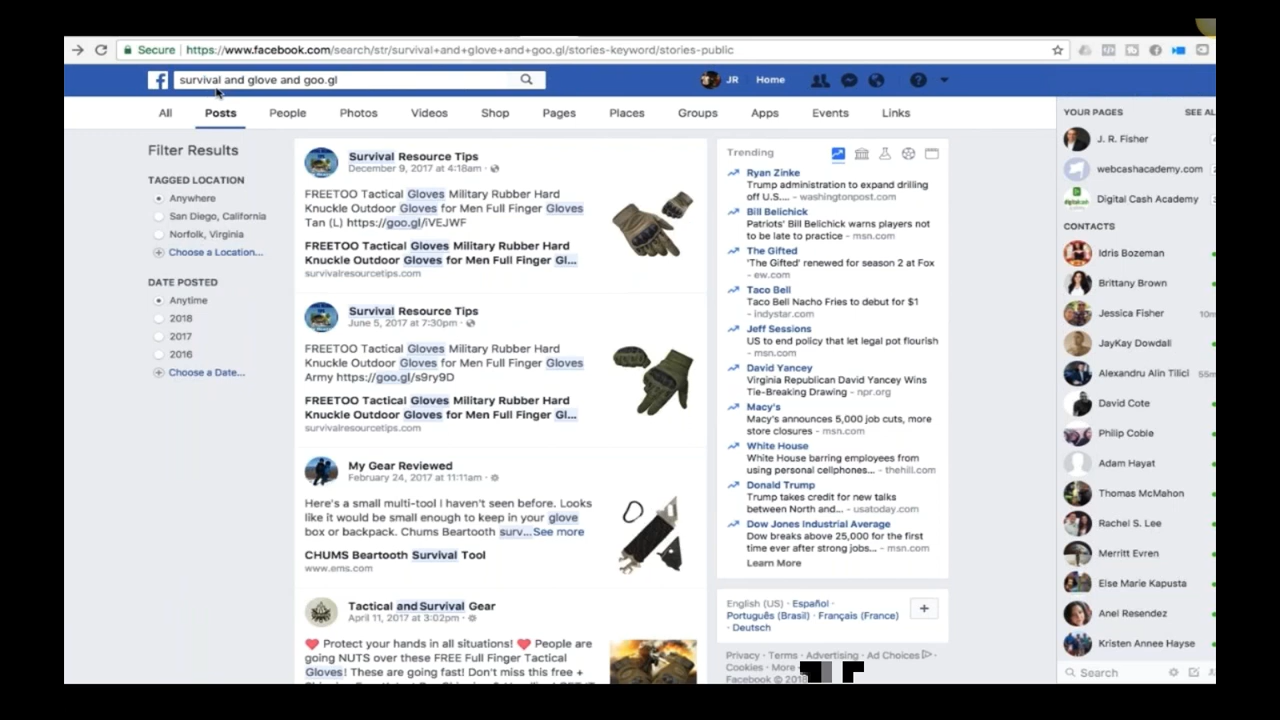 Secure | https://www.facebook.com/search/str/survival+and+glove+and+goo.gl/stories-keyword/stories-public
survival and glove and goo.gl
JR Home
All Posts People Photos Videos Shop Pages Places Groups Apps Events Links
Filter Results
TAGGED LOCATION
Anywhere
San Diego, California
Norfolk, Virginia
Choose a Location...
DATE POSTED
Anytime
2018
2017
2016
Choose a Date...
Survival Resource Tips
December 9, 2017 at 4:18am ·
FREETOO Tactical Gloves Military Rubber Hard
Knuckle Outdoor Gloves for Men Full Finger Gloves
Tan (L) https://goo.gl/iVEJWF
FREETOO Tactical Gloves Military Rubber Hard
Knuckle Outdoor Gloves for Men Full Finger Gl...
survivalresourcetips.com
Survival Resource Tips
June 5, 2017 at 7:30pm ·
FREETOO Tactical Gloves Military Rubber Hard
Knuckle Outdoor Gloves for Men Full Finger Gloves
Army https://goo.gl/s9ry9D
FREETOO Tactical Gloves Military Rubber Hard
Knuckle Outdoor Gloves for Men Full Finger Gl...
survivalresourcetips.com
My Gear Reviewed
February 24, 2017 at 11:11am ·
Here's a small multi-tool I haven't seen before. Looks
like it would be small enough to keep in your glove
box or backpack. Chums Beartooth surv...See more
CHUMS Beartooth Survival Tool
www.ems.com
Tactical and Survival Gear
April 11, 2017 at 3:02pm ·
❤️ Protect your hands in all situations! ❤️ People are
going NUTS over these FREE Full Finger Tactical
Gloves! These are going fast! Don't miss this free +
Trending
Ryan Zinke
Trump administration to expand drilling
off U.S.... - washingtonpost.com
Bill Belichick
Patriots' Bill Belichick warns players not
to be late to practice - msn.com
The Gifted
'The Gifted' renewed for season 2 at Fox
- ew.com
Taco Bell
Taco Bell Nacho Fries to debut for $1
- indystar.com
Jeff Sessions
US to end policy that let legal pot flourish
- msn.com
David Yancey
Virginia Republican David Yancey Wins
Tie-Breaking Drawing - npr.org
Macy's
Macy's announces 5,000 job cuts, more
store closures - msn.com
White House
White House barring employees from
using personal cellphones... - thehill.com
Donald Trump
Trump takes credit for new talks
between North and... - usatoday.com
Dow Jones Industrial Average
Dow breaks above 25,000 for the first
time ever after strong jobs... - msn.com
Learn More
English (US) · Español ·
Português (Brasil) · Français (France)
· Deutsch
Privacy · Terms · Advertising · Ad Choices ·
Cookies · More
Facebook © 2018
YOUR PAGES SEE AL
J. R. Fisher
webcashacademy.com
Digital Cash Academy
CONTACTS
Idris Bozeman
Brittany Brown
Jessica Fisher 10m
JayKay Dowdall
Alexandru Alin Tilici 55m
David Cote
Philip Coble
Adam Hayat
Thomas McMahon
Rachel S. Lee
Merritt Evren
Else Marie Kapusta
Anel Resendez
Kristen Annee Hayse
Search